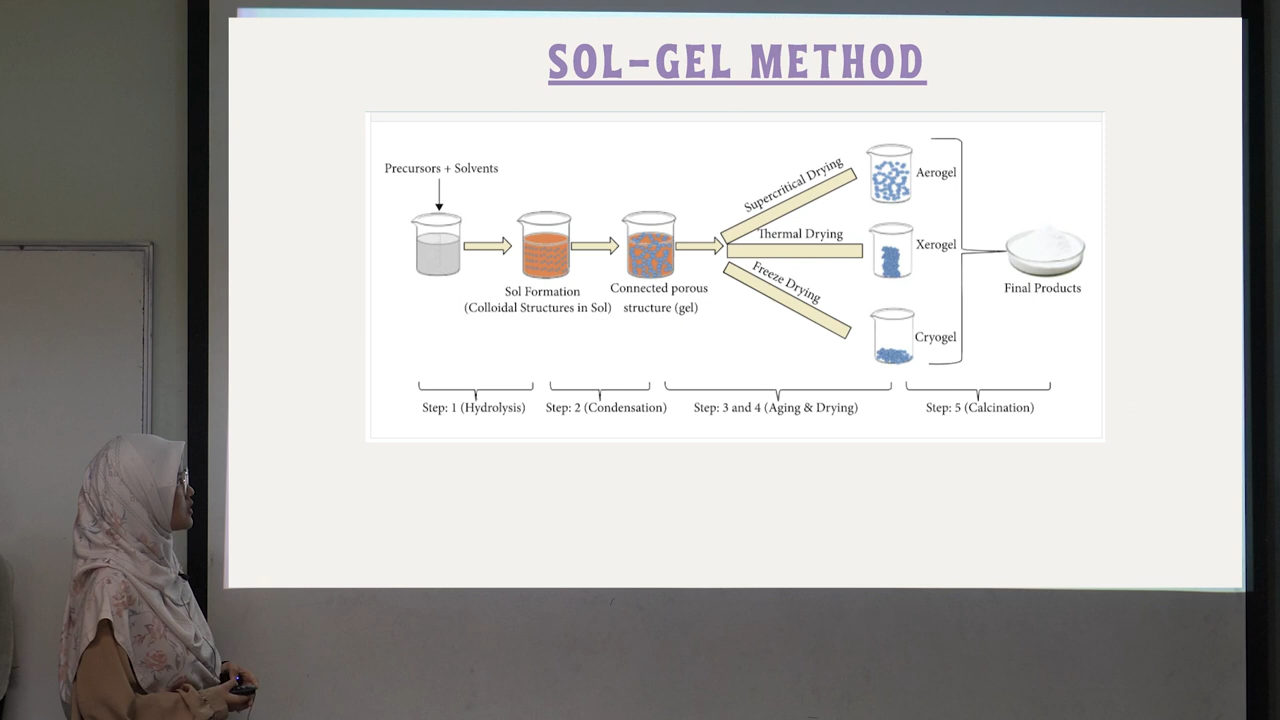 SOL-GEL METHOD
Precursors + Solvents
Sol Formation
(Colloidal Structures in Sol)
Connected porous
structure (gel)
Supercritical Drying
Thermal Drying
Freeze Drying
Aerogel
Xerogel
Cryogel
Final Products
Step: 1 (Hydrolysis)
Step: 2 (Condensation)
Step: 3 and 4 (Aging & Drying)
Step: 5 (Calcination)